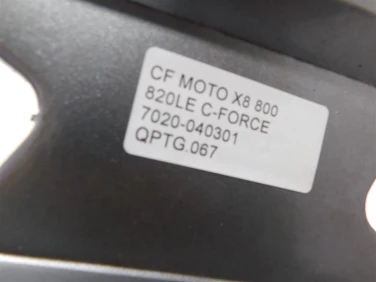 CF MOTO X8 800
820LE C-FORCE
7020-040301
QPTG.067